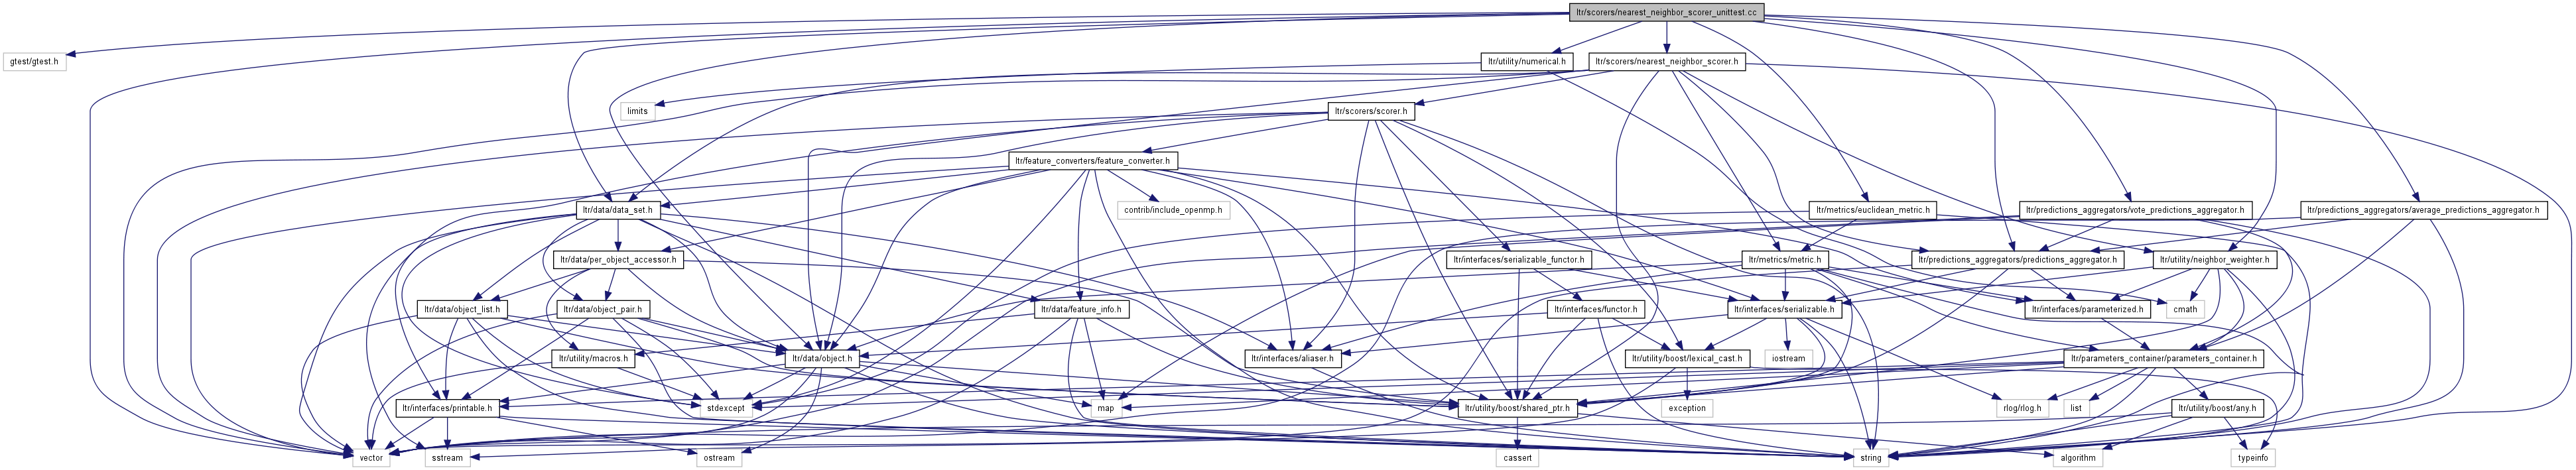 ltr/scorers/nearest_neighbor_scorer_unittest.cc
gtest/gtest.h
ltr/utility/numerical.h
ltr/scorers/nearest_neighbor_scorer.h
limits
ltr/scorers/scorer.h
ltr/feature_converters/feature_converter.h
ltr/data/data_set.h
contrib/include_openmp.h
ltr/metrics/euclidean_metric.h
ltr/predictions_aggregators/vote_predictions_aggregator.h
ltr/predictions_aggregators/average_predictions_aggregator.h
ltr/data/per_object_accessor.h
ltr/interfaces/serializable_functor.h
ltr/metrics/metric.h
ltr/predictions_aggregators/predictions_aggregator.h
ltr/utility/neighbor_weighter.h
ltr/data/object_list.h
ltr/data/object_pair.h
ltr/data/feature_info.h
ltr/interfaces/functor.h
ltr/interfaces/serializable.h
ltr/interfaces/parameterized.h
cmath
ltr/utility/macros.h
ltr/data/object.h
ltr/interfaces/aliaser.h
ltr/utility/boost/lexical_cast.h
iostream
ltr/parameters_container/parameters_container.h
ltr/interfaces/printable.h
stdexcept
map
ltr/utility/boost/shared_ptr.h
exception
rlog/rlog.h
list
ltr/utility/boost/any.h
vector
sstream
ostream
cassert
string
algorithm
typeinfo